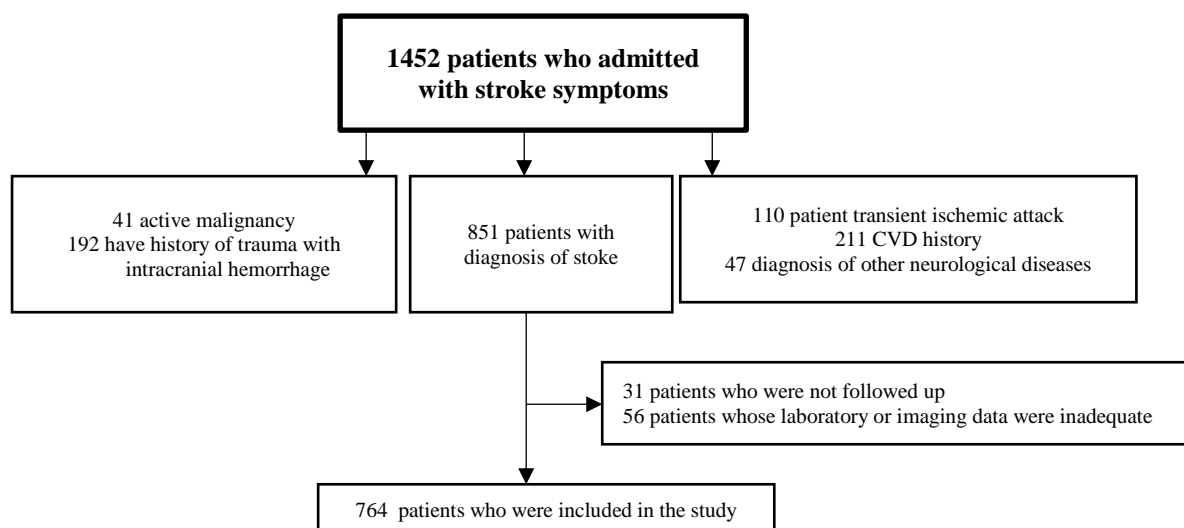 1452 patients who admitted
with stroke symptoms
41 active malignancy
192 have history of trauma with
intracranial hemorrhage
851 patients with
diagnosis of stoke
110 patient transient ischemic attack
211 CVD history
47 diagnosis of other neurological diseases
31 patients who were not followed up
56 patients whose laboratory or imaging data were inadequate
764 patients who were included in the study